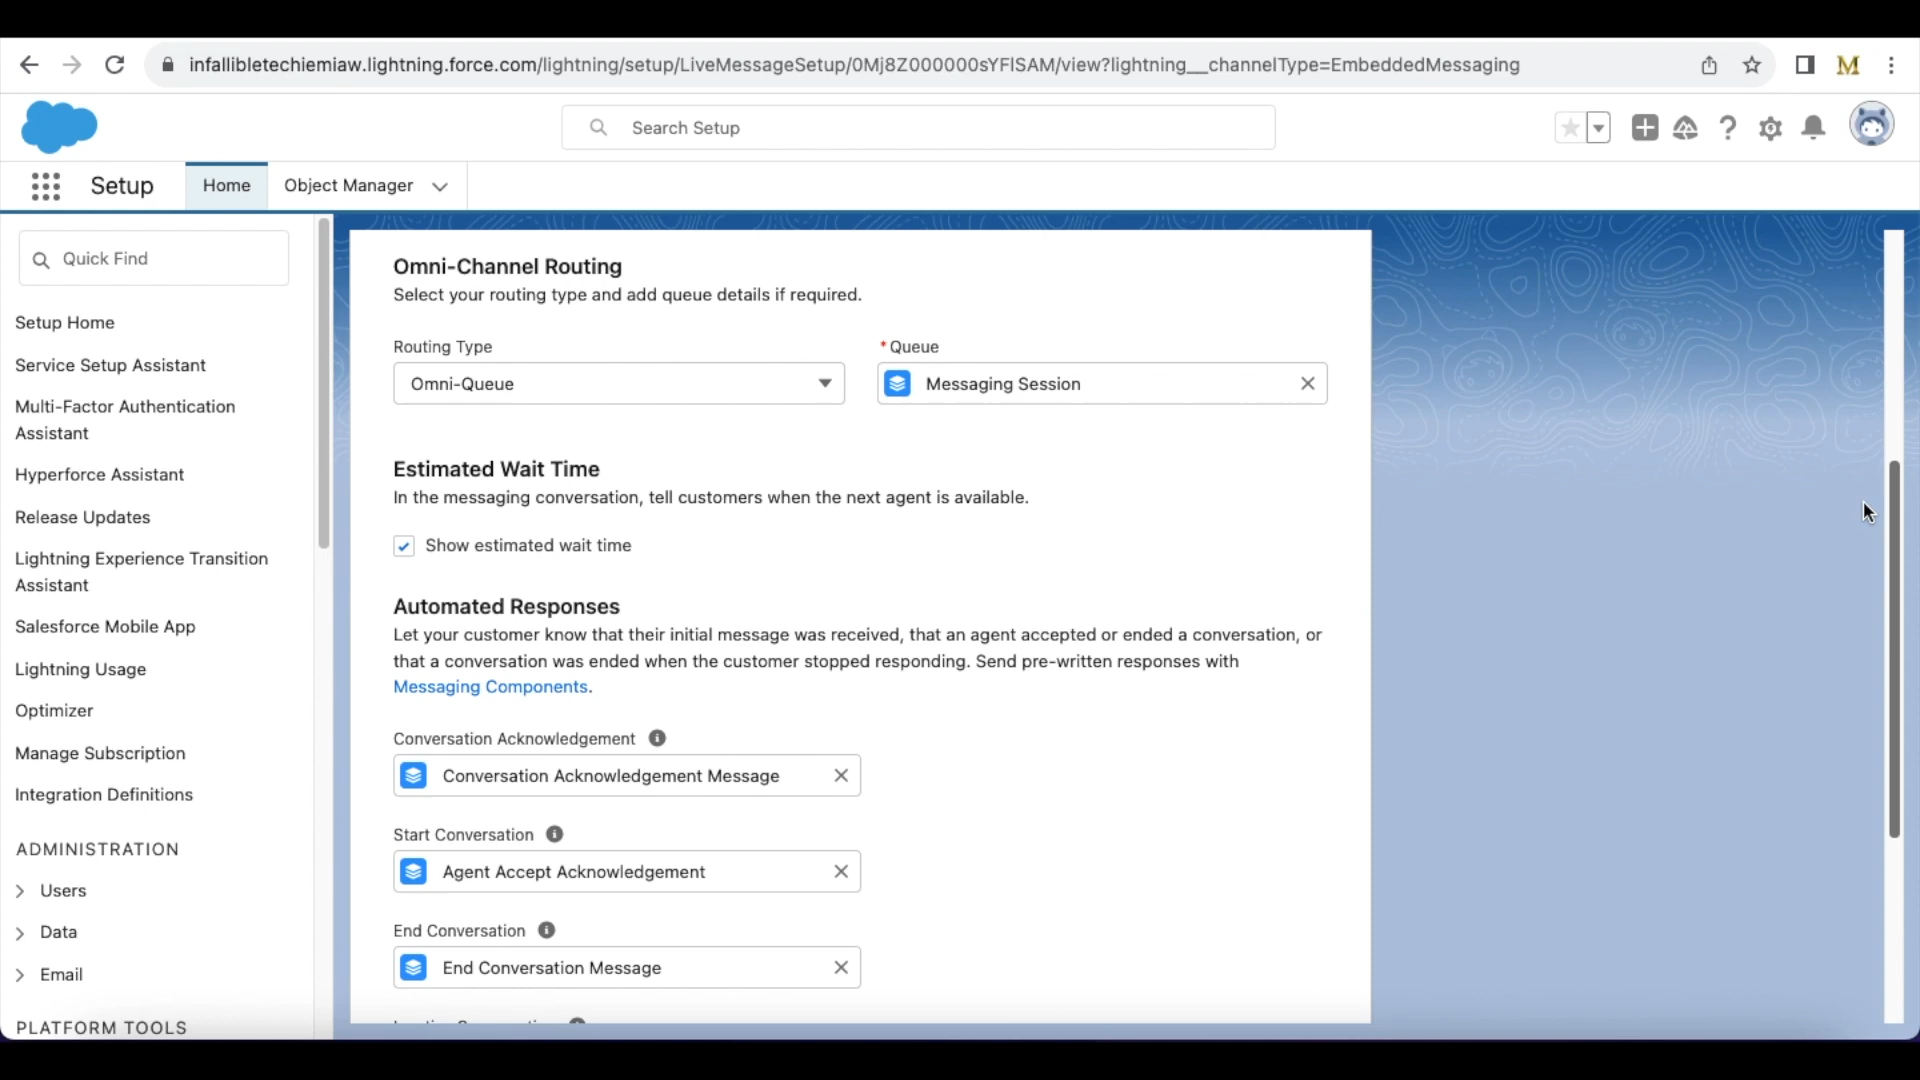 infallibletechiemiaw.lightning.force.com/lightning/setup/LiveMessageSetup/0Mj8Z000000sYFlSAM/view?lightning__channelType=EmbeddedMessaging
M
Search Setup
Setup
Home
Object Manager
Quick Find
Setup Home
Service Setup Assistant
Multi-Factor Authentication
Assistant
Hyperforce Assistant
Release Updates
Lightning Experience Transition
Assistant
Salesforce Mobile App
Lightning Usage
Optimizer
Manage Subscription
Integration Definitions
ADMINISTRATION
Users
Data
Email
PLATFORM TOOLS
Omni-Channel Routing
Select your routing type and add queue details if required.
Routing Type
Omni-Queue
* Queue
Messaging Session
Estimated Wait Time
In the messaging conversation, tell customers when the next agent is available.
Show estimated wait time
Automated Responses
Let your customer know that their initial message was received, that an agent accepted or ended a conversation, or
that a conversation was ended when the customer stopped responding. Send pre-written responses with
Messaging Components.
Conversation Acknowledgement
Conversation Acknowledgement Message
Start Conversation
Agent Accept Acknowledgement
End Conversation
End Conversation Message